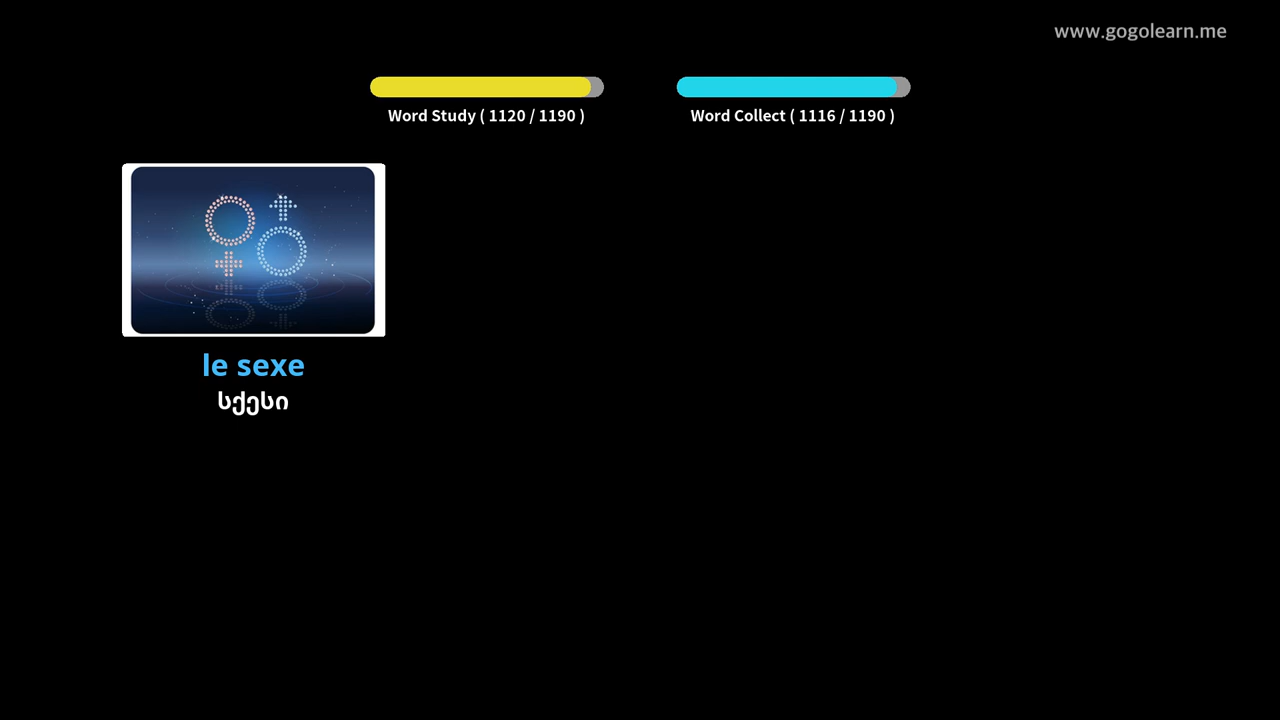 www.gogolearn.me
Word Study ( 1120 / 1190 )
Word Collect ( 1116 / 1190 )
le sexe
სქესი